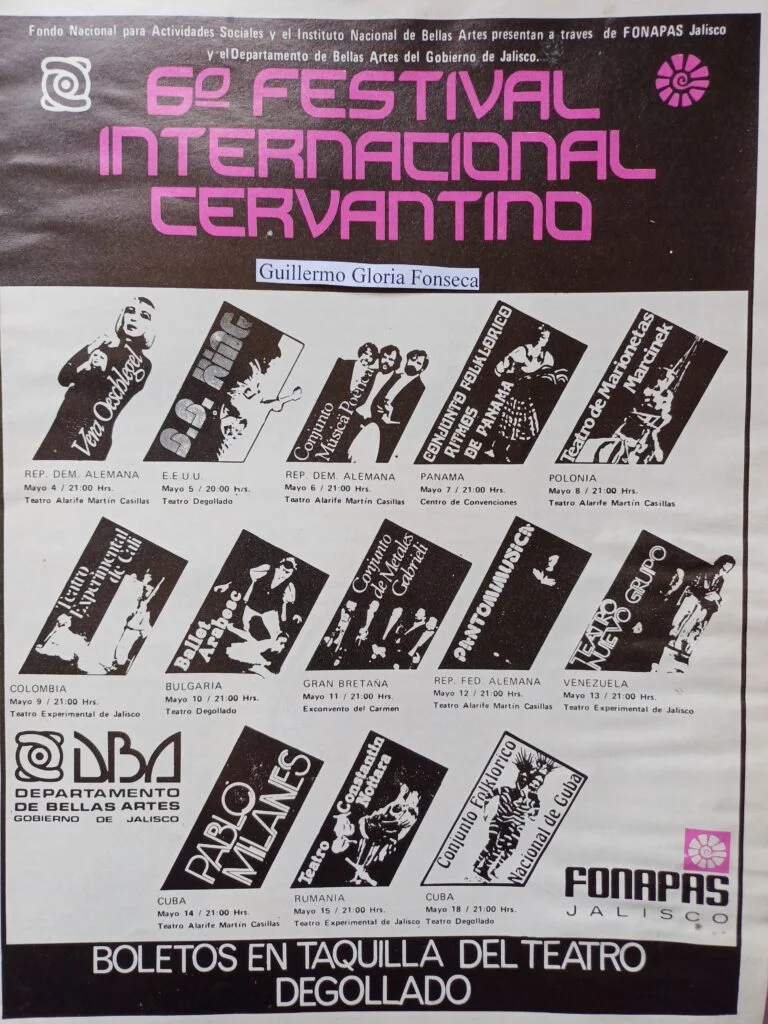 Fondo Nacional para Actividades Sociales y el Instituto Nacional de Bellas Artes presentan a traves de FONAPAS Jalisco
y el Departamento de Bellas Artes del Gobierno de Jalisco.
6º FESTIVAL
INTERNACIONAL
CERVANTINO
Guillermo Gloria Fonseca
Vera Oeschlegel
REP. DEM. ALEMANA
Mayo 4 / 21:00 Hrs.
Teatro Alarife Martín Casillas
B.B. KING
E.E.U.U.
Mayo 5 / 20:00 hrs.
Teatro Degollado
Conjunto
Música Poética
REP. DEM. ALEMANA
Mayo 6 / 21:00 Hrs.
Teatro Alarife Martín Casillas
CONJUNTO FOLKLORICO
RITMOS
DE PANAMA
PANAMA
Mayo 7 / 21:00 Hrs.
Centro de Convenciones
Teatro de Marionetas
Marcinek
POLONIA
Mayo 8 / 21:00 Hrs.
Teatro Alarife Martín Casillas
Teatro
Experimental
de Cali
COLOMBIA
Mayo 9 / 21:00 Hrs.
Teatro Experimental de Jalisco
Ballet
Arabesc
BULGARIA
Mayo 10 / 21:00 Hrs.
Teatro Degollado
Conjunto
de Metales
Gabrieli
GRAN BRETAÑA
Mayo 11 / 21:00 Hrs.
Exconvento del Carmen
PANTOMIMUSICA
REP. FED. ALEMANA
Mayo 12 / 21:00 Hrs.
Teatro Alarife Martín Casillas
TEATRO
NUEVO GRUPO
VENEZUELA
Mayo 13 / 21:00 Hrs.
Teatro Experimental de Jalisco
DBA
DEPARTAMENTO
DE BELLAS ARTES
GOBIERNO DE JALISCO
PABLO
MILANES
CUBA
Mayo 14 / 21:00 Hrs.
Teatro Alarife Martín Casillas
Teatro
Constantin
Nottara
RUMANIA
Mayo 15 / 21:00 Hrs.
Teatro Experimental de Jalisco
Conjunto Folklorico
Nacional de Cuba
CUBA
Mayo 18 / 21:00 Hrs.
Teatro Degollado
FONAPAS
JALISCO
BOLETOS EN TAQUILLA DEL TEATRO
DEGOLLADO